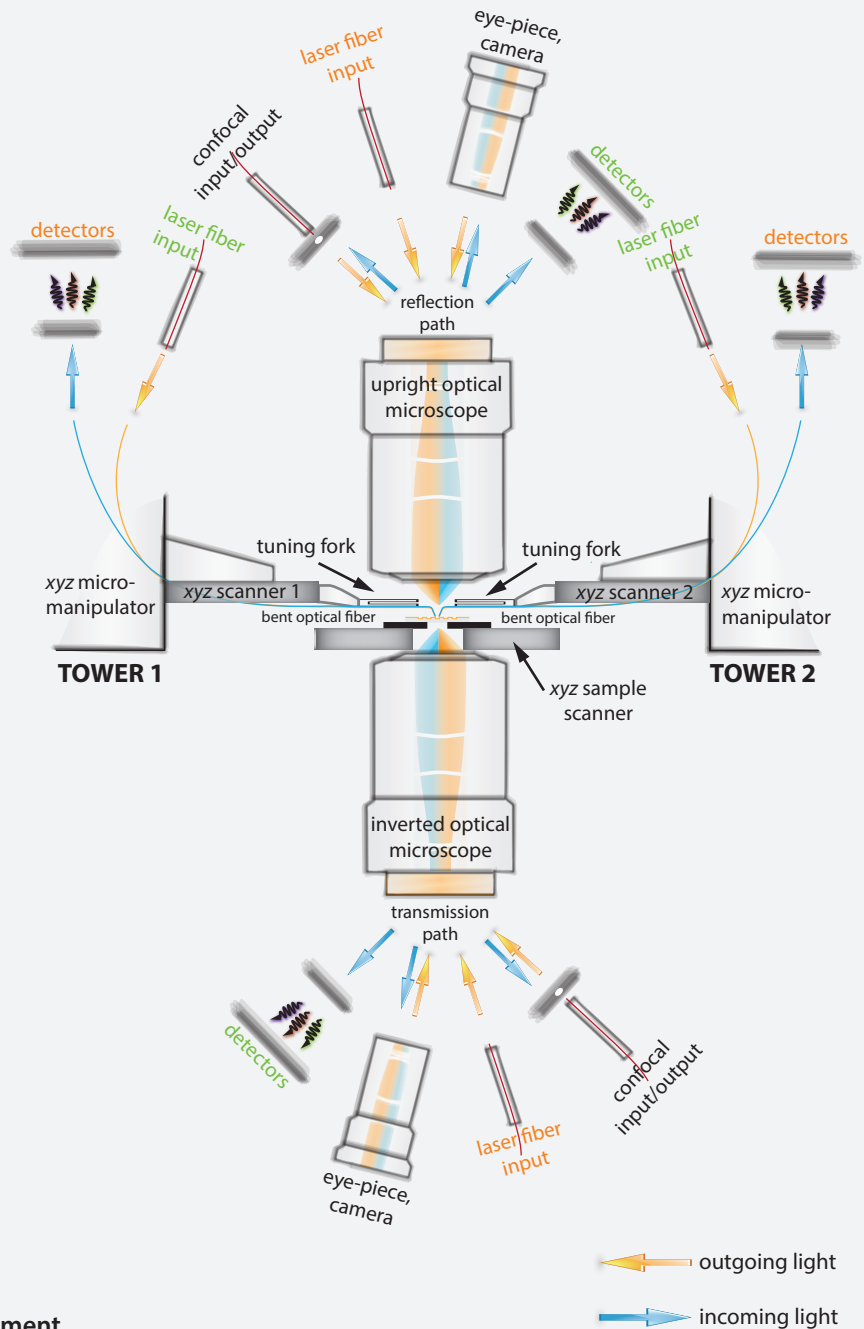 eye-piece,
camera
laser fiber
input
confocal
input/output
detectors
laser fiber
input
detectors
laser fiber
input
detectors
reflection
path
upright optical
microscope
tuning fork
tuning fork
xyz micro-
manipulator
xyz scanner 1
xyz scanner 2
xyz micro-
manipulator
bent optical fiber
bent optical fiber
TOWER 1
TOWER 2
xyz sample
scanner
inverted optical
microscope
transmission
path
detectors
confocal
input/output
laser fiber
input
eye-piece,
camera
outgoing light
incoming light
ment